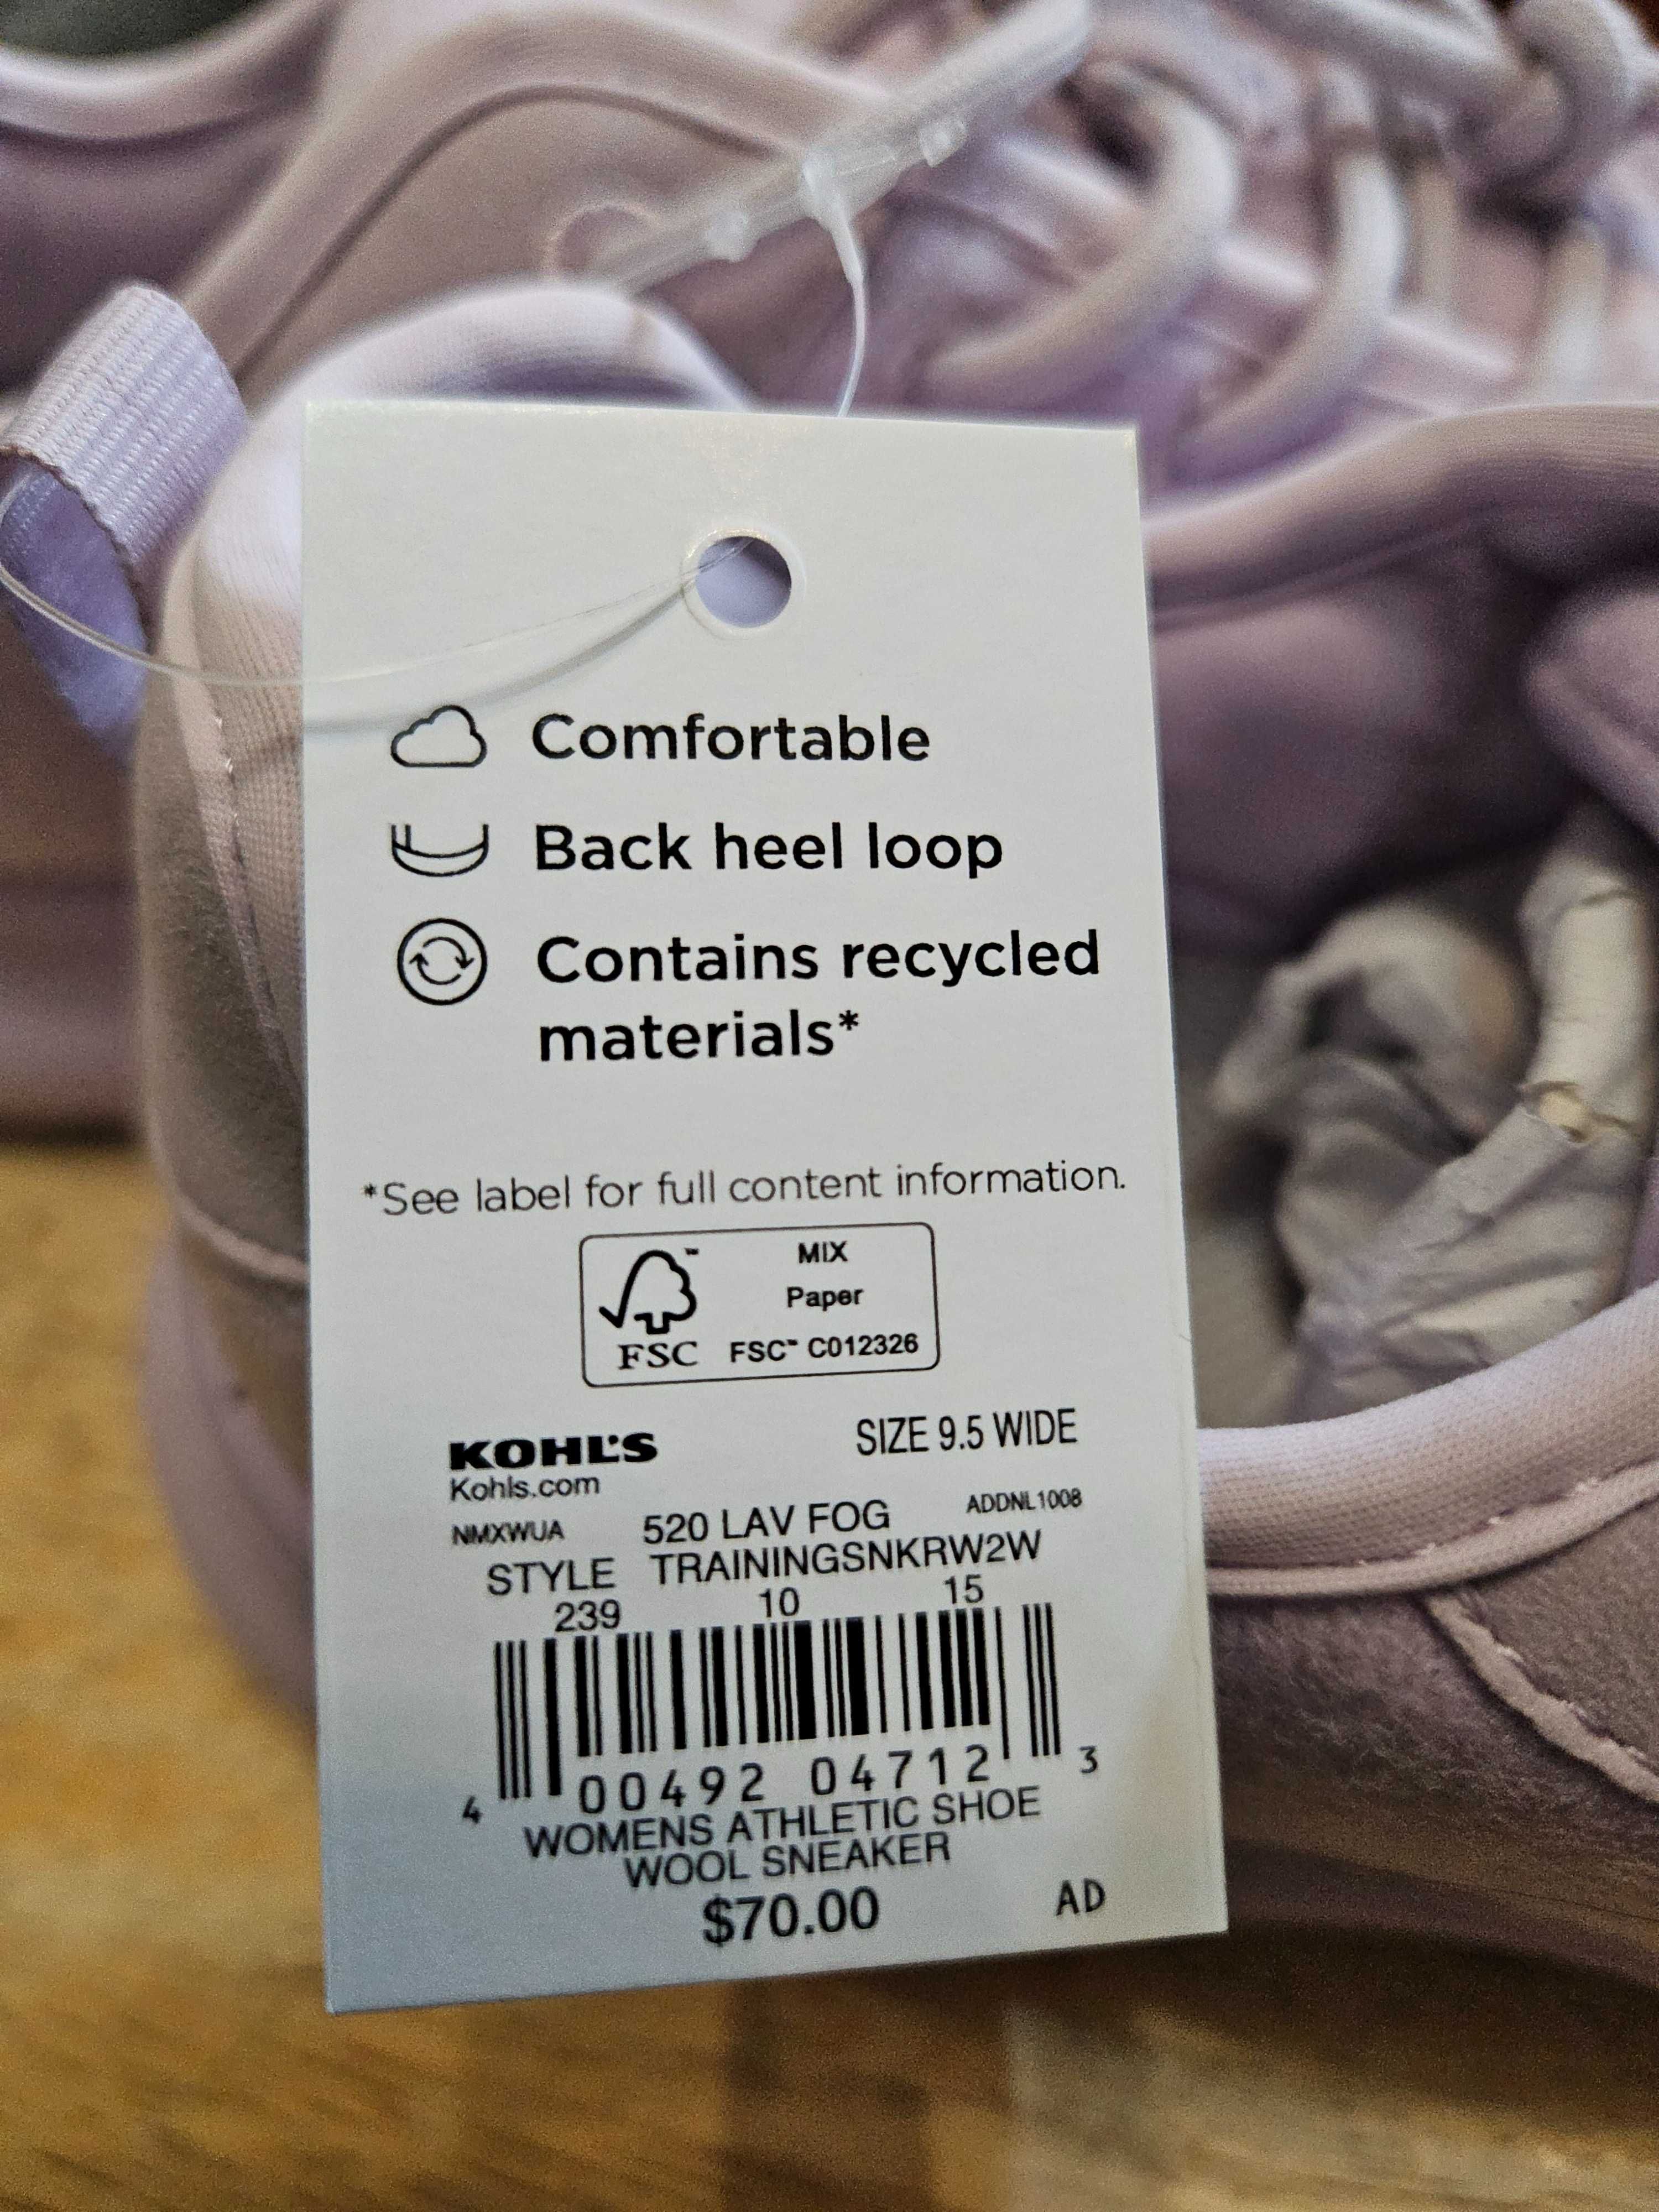 Comfortable
Back heel loop
Contains recycled
materials*
*See label for full content information.
MIX
Paper
FSC™ FSC™ C012326
KOHL'S SIZE 9.5 WIDE
Kohls.com
NMXWUA 520 LAV FOG ADDNL1008
STYLE TRAININGSNKRW2W
239 10 15
4 00492 04712 3
WOMENS ATHLETIC SHOE
WOOL SNEAKER
$70.00 AD